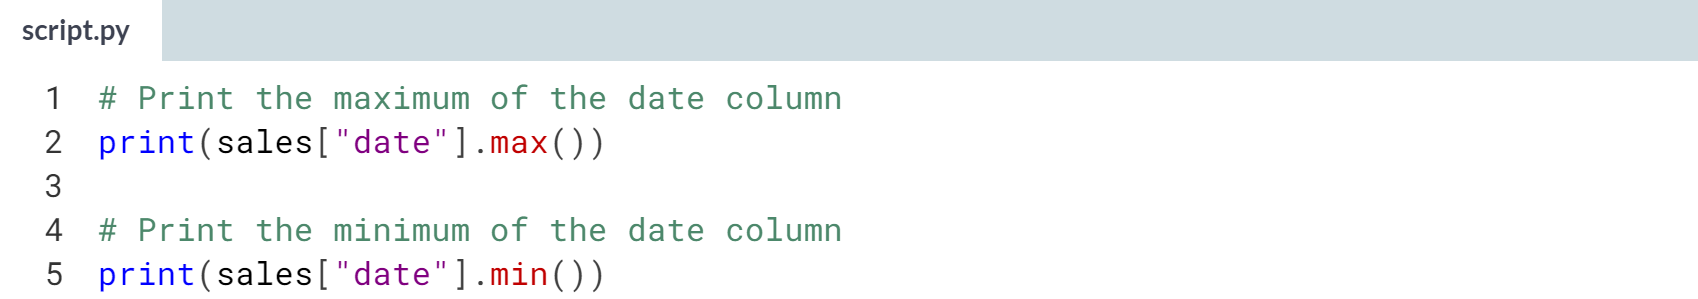 script.py
1 # Print the maximum of the date column
2 print(sales["date"].max())
3
4 # Print the minimum of the date column
5 print(sales["date"].min())